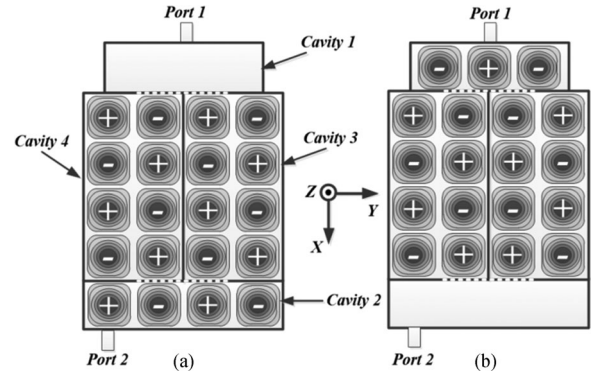 Port 1
Port 1
Cavity 1
+ - +
+ - + -
+ - - +
Cavity 4
Cavity 3
- + - +
- + + -
Z
Y
X
+ - + -
+ - - +
- + - +
- + + -
+ - + -
Cavity 2
Port 2
(a)
Port 2
(b)